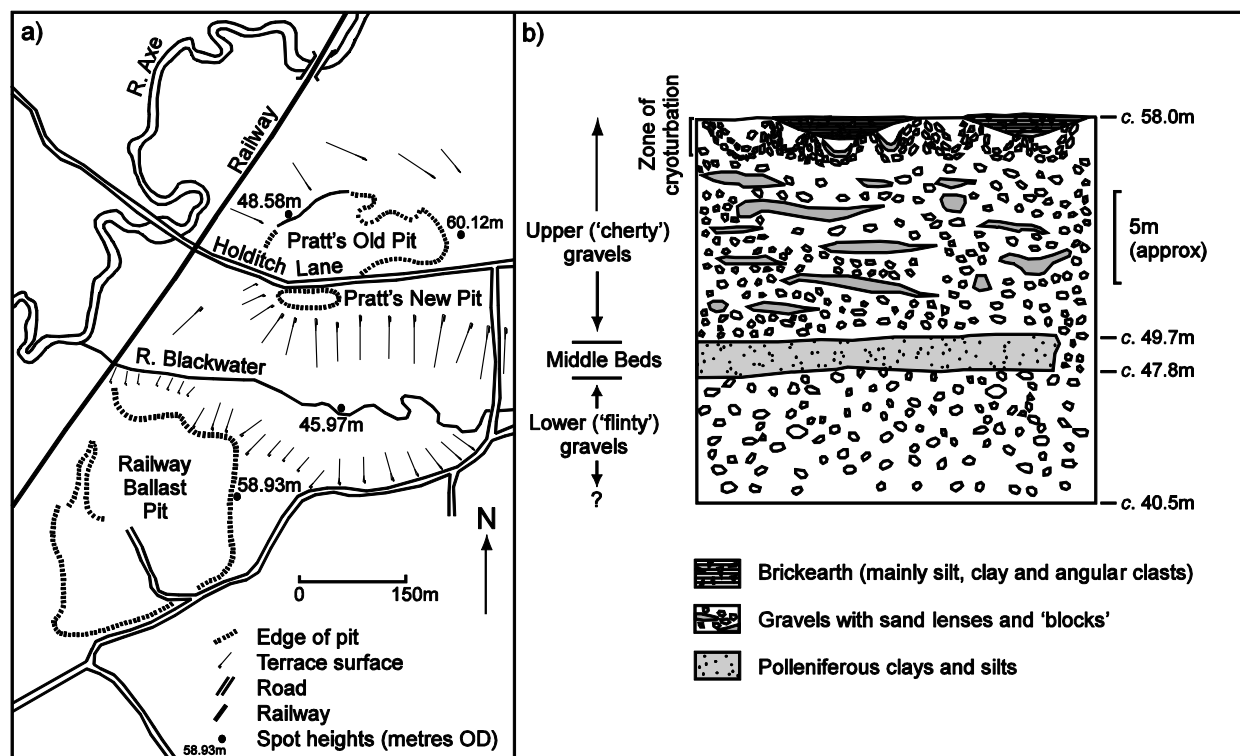 a)
R. Axe
Railway
48.58m
60.12m
Pratt's Old Pit
Holditch
Lane
Pratt's New Pit
R. Blackwater
45.97m
Railway
Ballast
Pit
58.93m
N
0 150m
Edge of pit
Terrace surface
Road
Railway
Spot heights (metres OD)
58.93m
b)
Zone of
cryoturbation
Upper ('cherty')
gravels
Middle Beds
Lower ('flinty')
gravels
?
c. 58.0m
5m
(approx)
c. 49.7m
c. 47.8m
c. 40.5m
Brickearth (mainly silt, clay and angular clasts)
Gravels with sand lenses and 'blocks'
Polleniferous clays and silts